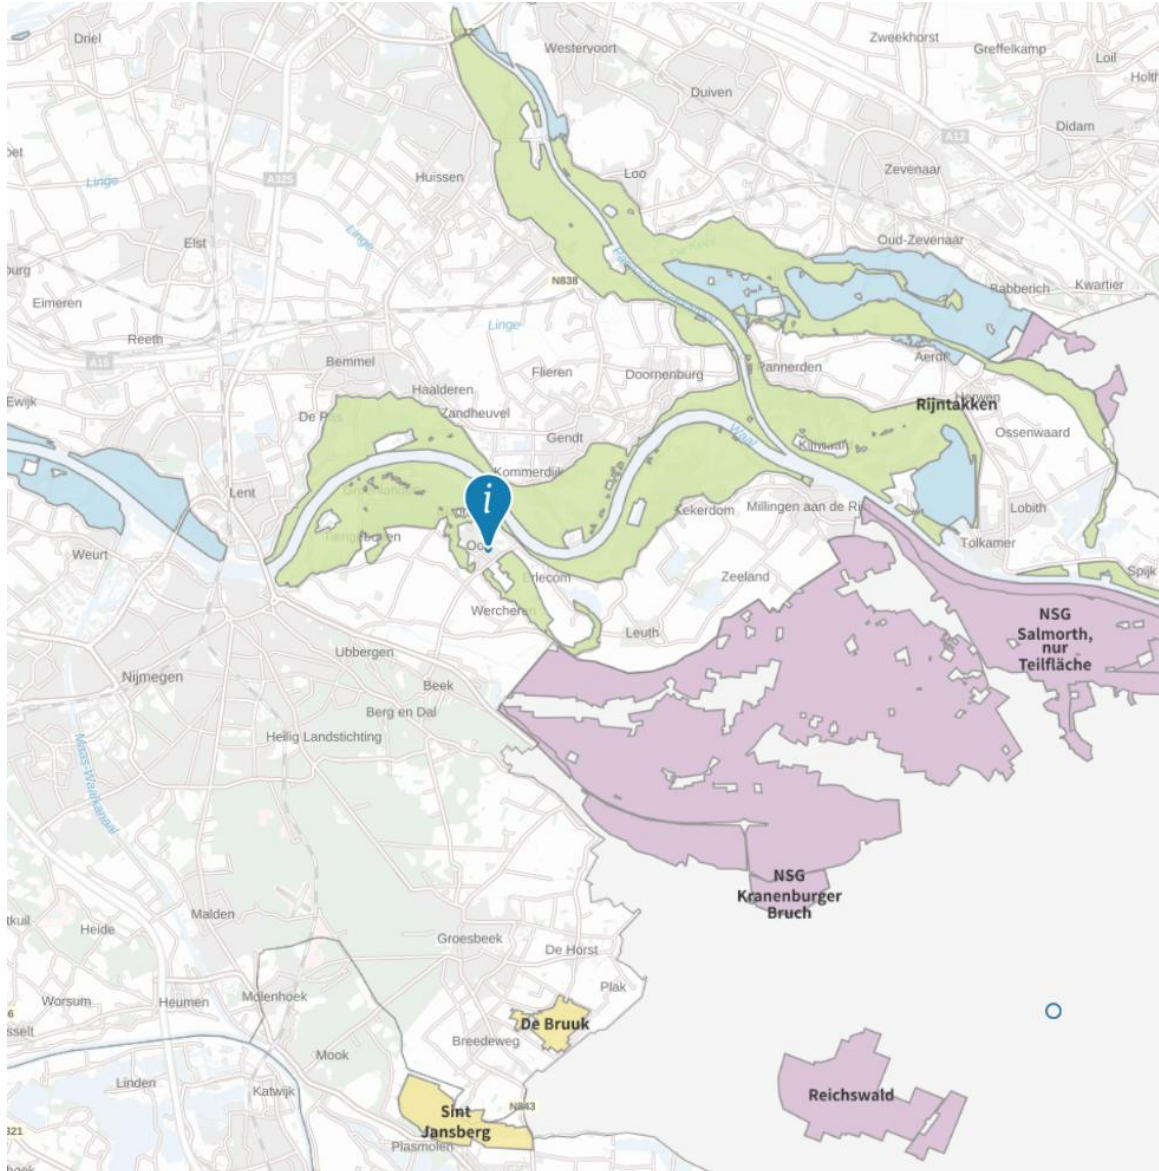 Driel
Westervoort
Zweekhorst
Greffelkamp
Loil
Duiven
A12
Didam
Linge
A325
Huissen
Loo
Zevenaar
Elst
Linge
Oud-Zevenaar
N838
Babberich
Kwartier
Eimeren
Linge
Reeth
A15
Bemmel
Flieren
Doornenburg
Pannerden
Aerdt
Haalderen
Ewijk
Zandheuvel
Rijntakken
Gendt
Waal
Ossenwaard
Kommerdijk
i
Lent
Kekerdom
Millingen aan de Ri
Lobith
Weurt
Tolkamer
Erlecom
Zeeland
Spijk
Wercheren
NSG
Salmorth,
nur
Teilfläche
Leuth
Ubbergen
Nijmegen
Beek
Berg en Dal
Heilig Landstichting
Maas-Waalkanaal
NSG
Kranenburger
Bruch
Malden
Heide
Groesbeek
De Horst
Plak
Worsum
Heumen
Molenhoek
De Bruuk
Breedeweg
Mook
Linden
Katwijk
Reichswald
Sint
Jansberg
N843
321
Plasmolen